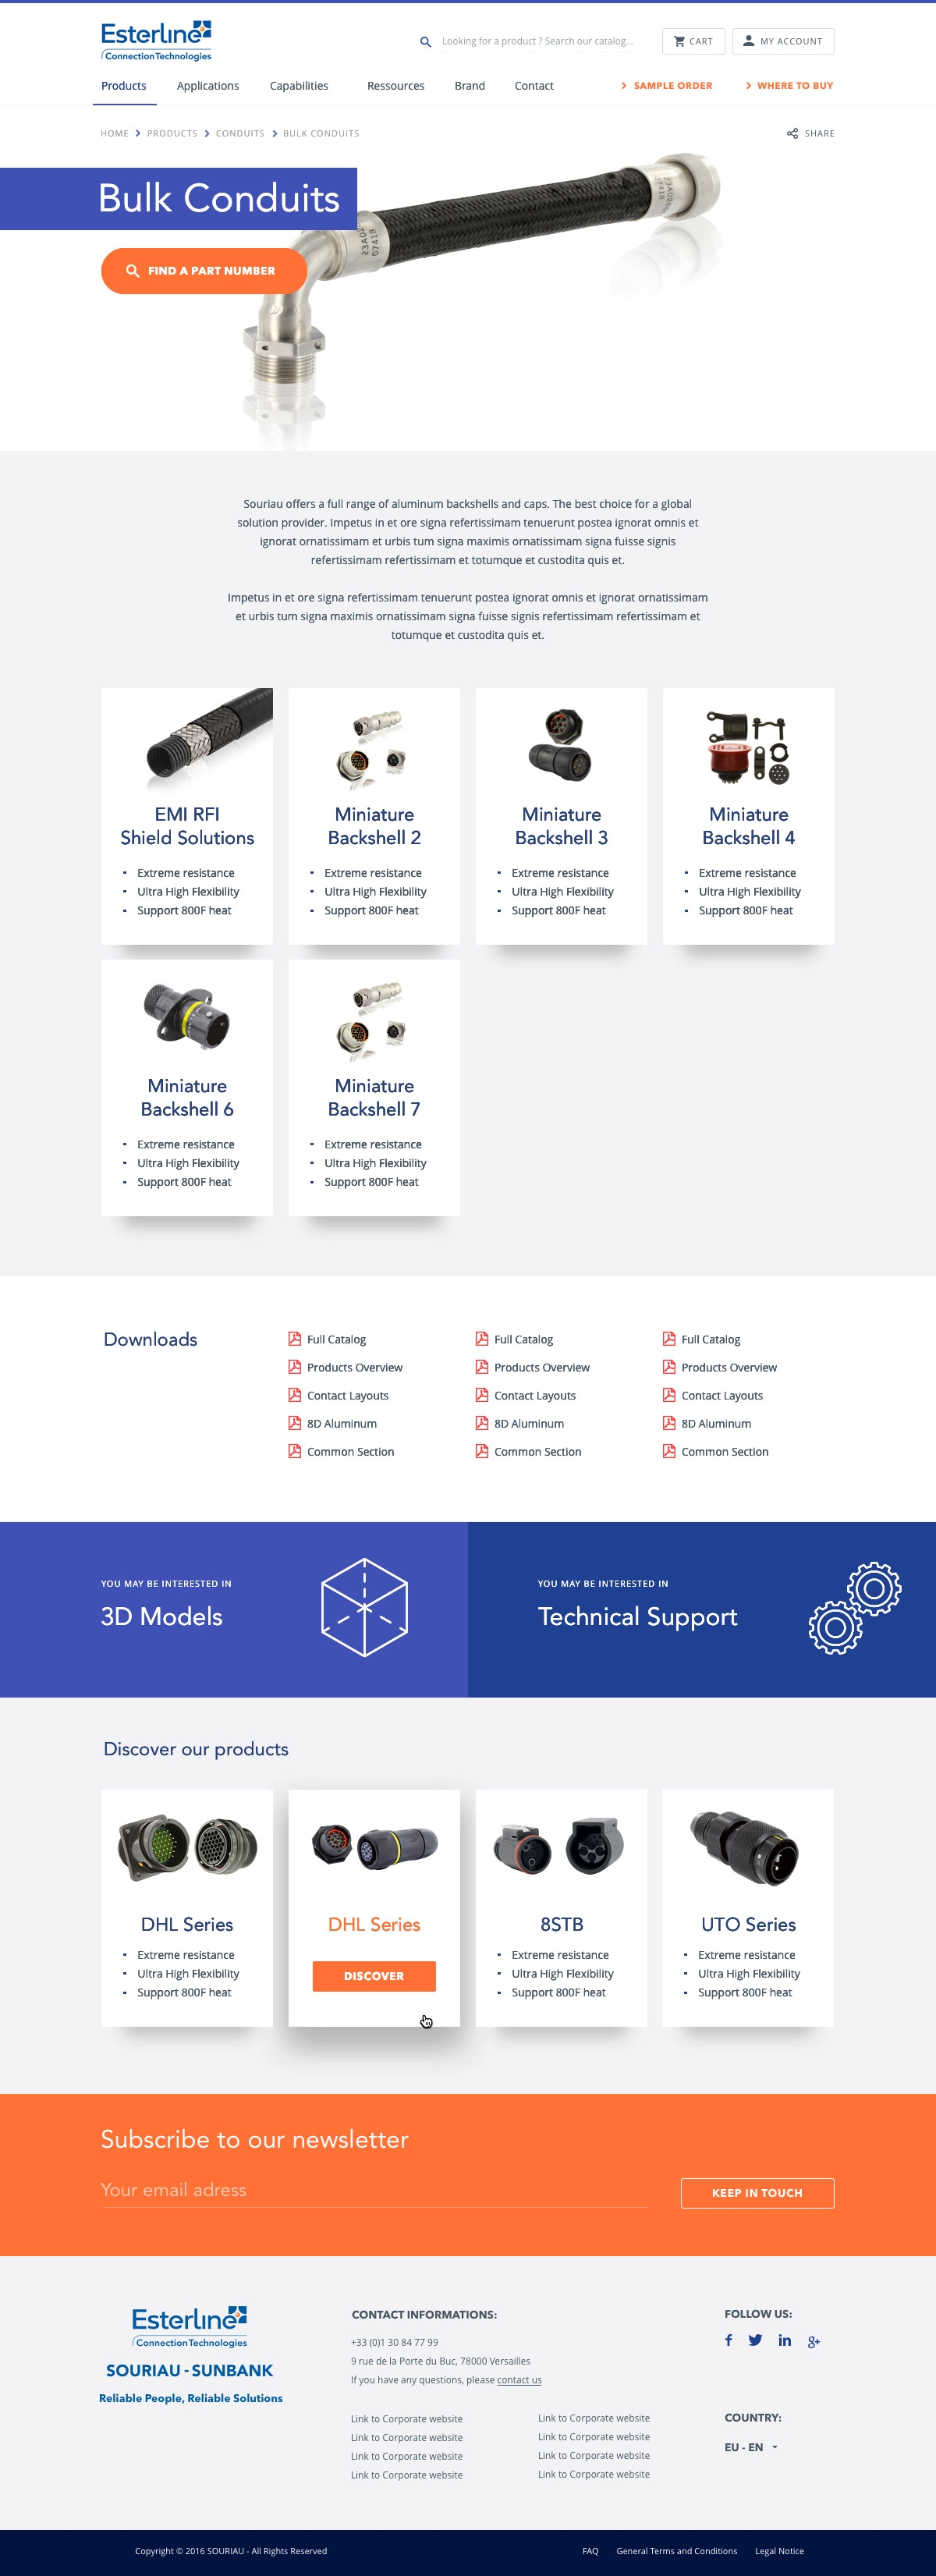 Esterline
Connection Technologies
Looking for a product ? Search our catalog...
CART
MY ACCOUNT
Products
Applications
Capabilities
Ressources
Brand
Contact
SAMPLE ORDER
WHERE TO BUY
HOME
PRODUCTS
CONDUITS
BULK CONDUITS
SHARE
Bulk Conduits
FIND A PART NUMBER
23A04
07418
Souriau offers a full range of aluminum backshells and caps. The best choice for a global
solution provider. Impetus in et ore signa refertissimam tenuerunt postea ignorat omnis et
ignorat ornatissimam et urbis tum signa maximis ornatissimam signa fuisse signis
refertissimam refertissimam et totumque et custodita quis et.
Impetus in et ore signa refertissimam tenuerunt postea ignorat omnis et ignorat ornatissimam
et urbis tum signa maximis ornatissimam signa fuisse signis refertissimam refertissimam et
totumque et custodita quis et.
EMI RFI
Shield Solutions
Extreme resistance
Ultra High Flexibility
Support 800F heat
Miniature
Backshell 2
Extreme resistance
Ultra High Flexibility
Support 800F heat
Miniature
Backshell 3
Extreme resistance
Ultra High Flexibility
Support 800F heat
Miniature
Backshell 4
Extreme resistance
Ultra High Flexibility
Support 800F heat
Miniature
Backshell 6
Extreme resistance
Ultra High Flexibility
Support 800F heat
Miniature
Backshell 7
Extreme resistance
Ultra High Flexibility
Support 800F heat
Downloads
Full Catalog
Products Overview
Contact Layouts
8D Aluminum
Common Section
Full Catalog
Products Overview
Contact Layouts
8D Aluminum
Common Section
Full Catalog
Products Overview
Contact Layouts
8D Aluminum
Common Section
YOU MAY BE INTERESTED IN
3D Models
YOU MAY BE INTERESTED IN
Technical Support
Discover our products
DHL Series
Extreme resistance
Ultra High Flexibility
Support 800F heat
DHL Series
DISCOVER
8STB
Extreme resistance
Ultra High Flexibility
Support 800F heat
UTO Series
Extreme resistance
Ultra High Flexibility
Support 800F heat
Subscribe to our newsletter
Your email adress
KEEP IN TOUCH
Esterline
Connection Technologies
SOURIAU - SUNBANK
Reliable People, Reliable Solutions
CONTACT INFORMATIONS:
+33 (0)1 30 84 77 99
9 rue de la Porte du Buc, 78000 Versailles
If you have any questions, please contact us
Link to Corporate website
Link to Corporate website
Link to Corporate website
Link to Corporate website
Link to Corporate website
Link to Corporate website
Link to Corporate website
Link to Corporate website
FOLLOW US:
COUNTRY:
EU - EN
Copyright © 2016 SOURIAU - All Rights Reserved
FAQ
General Terms and Conditions
Legal Notice